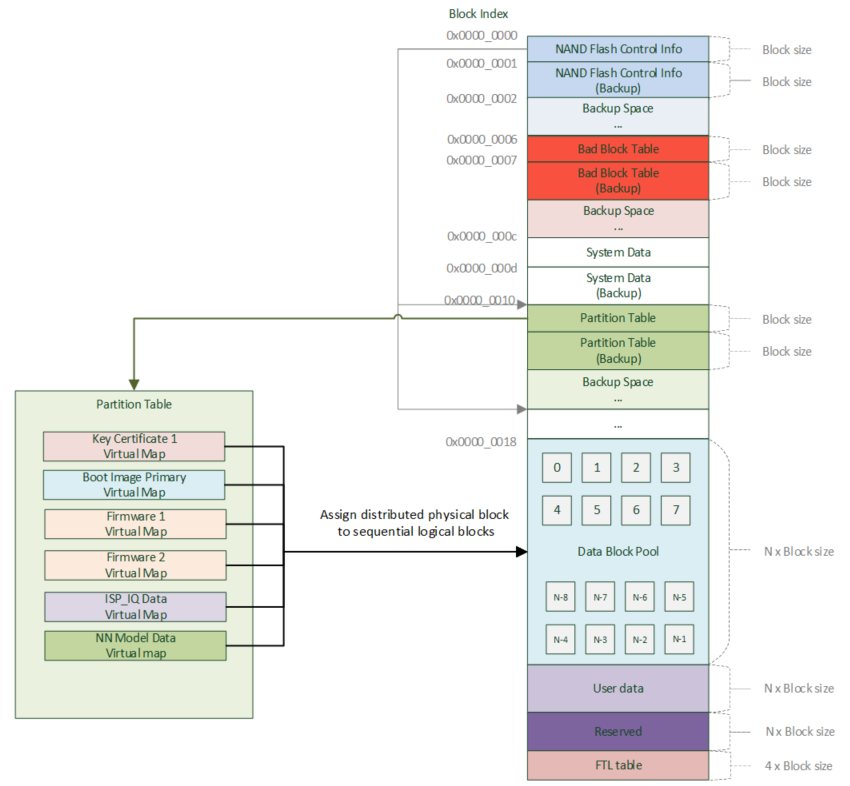 Block Index
0x0000_0000
NAND Flash Control Info
Block size
0x0000_0001
NAND Flash Control Info
(Backup)
Block size
0x0000_0002
Backup Space
...
0x0000_0006
Bad Block Table
Block size
0x0000_0007
Bad Block Table
(Backup)
Block size
Backup Space
...
0x0000_000c
System Data
0x0000_000d
System Data
(Backup)
0x0000_0010
Partition Table
Block size
Partition Table
(Backup)
Block size
Backup Space
...
...
0x0000_0018
Partition Table
Key Certificate 1
Virtual Map
Boot Image Primary
Virtual Map
Firmware 1
Virtual Map
Firmware 2
Virtual Map
ISP_IQ Data
Virtual Map
NN Model Data
Virtual map
Assign distributed physical block
to sequential logical blocks
0 1 2 3
4 5 6 7
Data Block Pool
N x Block size
N-8 N-7 N-6 N-5
N-4 N-3 N-2 N-1
User data
N x Block size
Reserved
N x Block size
FTL table
4 x Block size